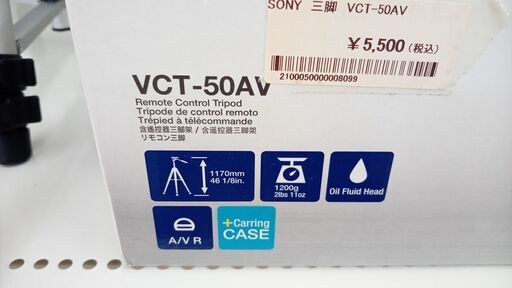 SONY 三脚 VCT-50AV
￥5,500(税込)
2100050000008099
VCT-50AV
Remote Control Tripod
Tripode de control remoto
Trépied à télécommande
含遙控器三腳架 / 含遥控器三脚架
リモコン三脚
1170mm
46 1/8in.
1200g
2lbs 11oz
Oil Fluid Head
A/V R
+Carring
CASE